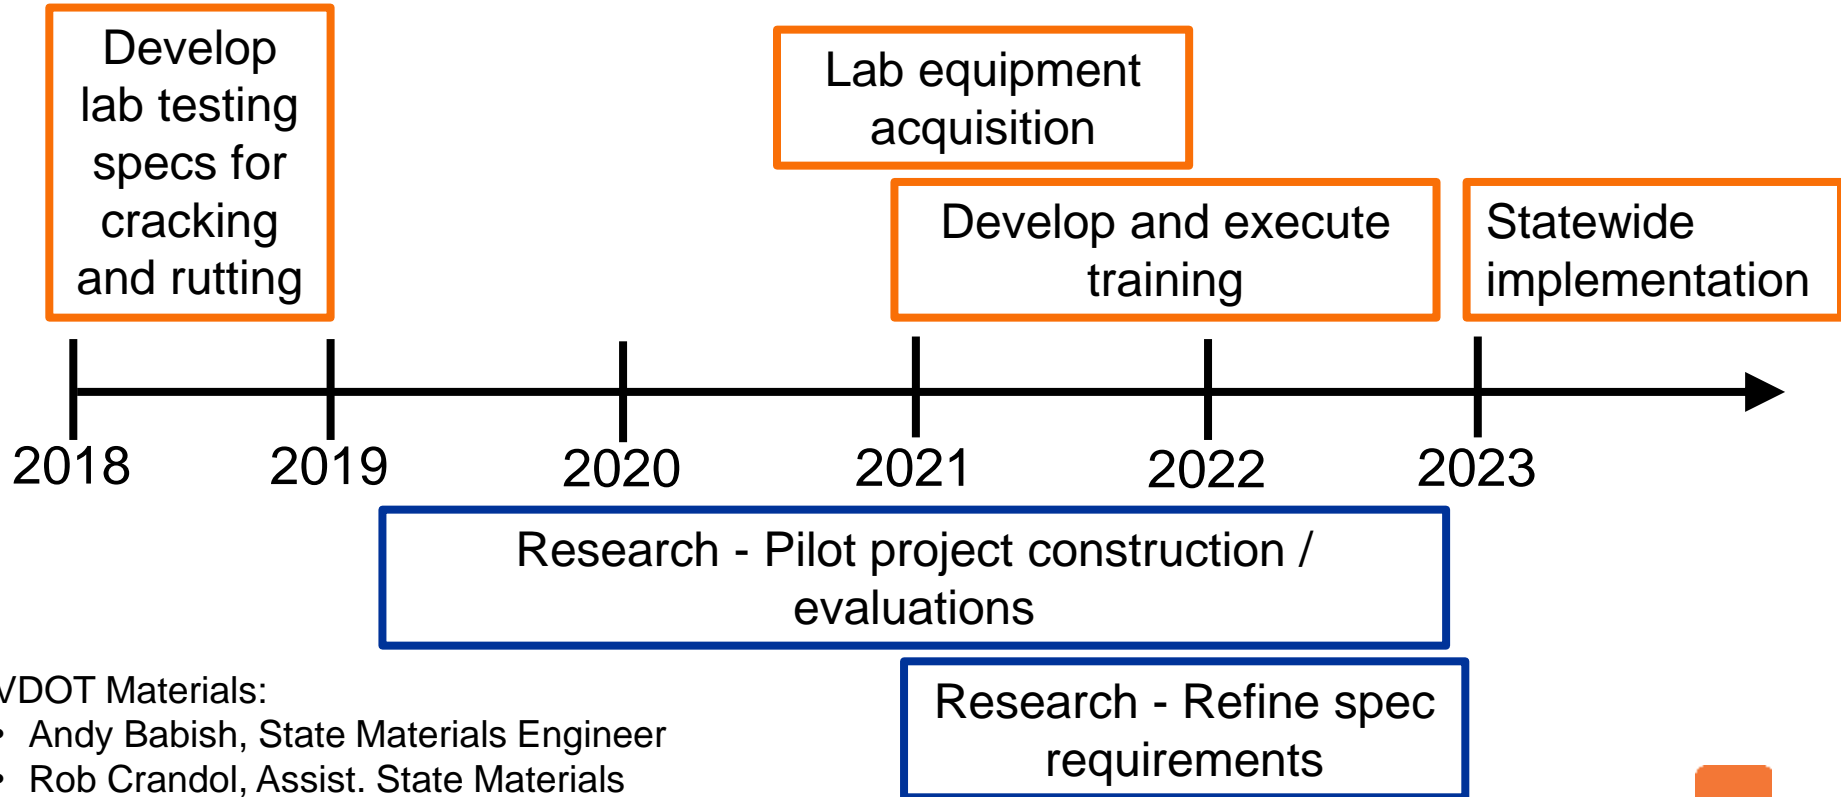 Develop
lab testing
specs for
cracking
and rutting
Lab equipment
acquisition
Develop and execute
training
Statewide
implementation
2018 2019 2020 2021 2022 2023
Research - Pilot project construction /
evaluations
Research - Refine spec
requirements
VDOT Materials:
• Andy Babish, State Materials Engineer
• Rob Crandol, Assist. State Materials